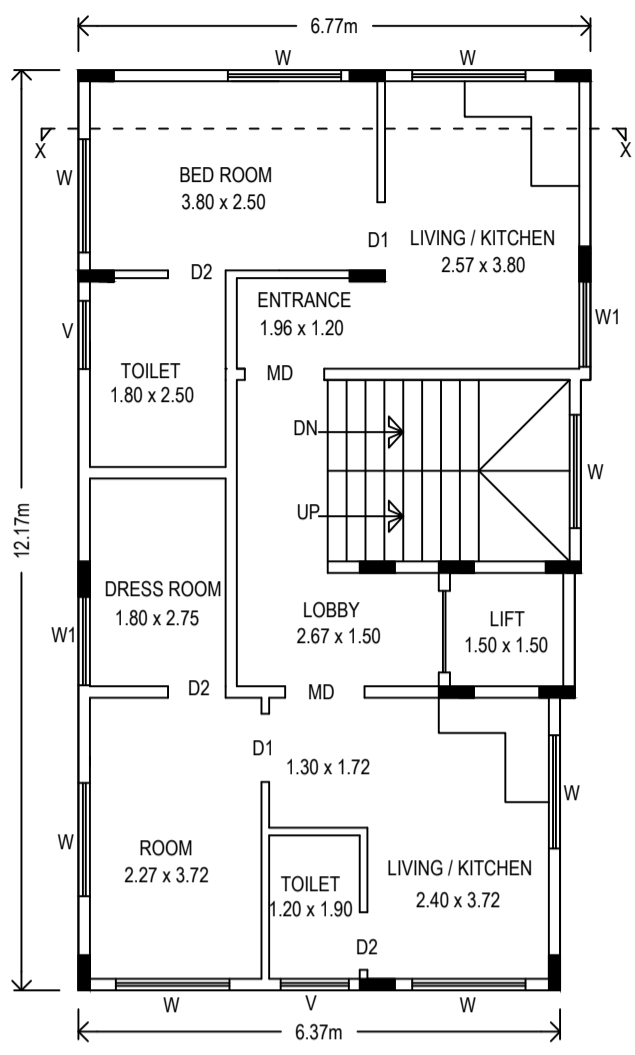 6.77m
W
W
X
X
W
BED ROOM
3.80 x 2.50
D1
LIVING / KITCHEN
2.57 x 3.80
D2
ENTRANCE
1.96 x 1.20
W1
V
TOILET
1.80 x 2.50
MD
DN
W
UP
12.17m
DRESS ROOM
1.80 x 2.75
LOBBY
2.67 x 1.50
LIFT
1.50 x 1.50
W1
D2
MD
D1
1.30 x 1.72
W
W
ROOM
2.27 x 3.72
LIVING / KITCHEN
2.40 x 3.72
TOILET
1.20 x 1.90
D2
W
V
W
6.37m